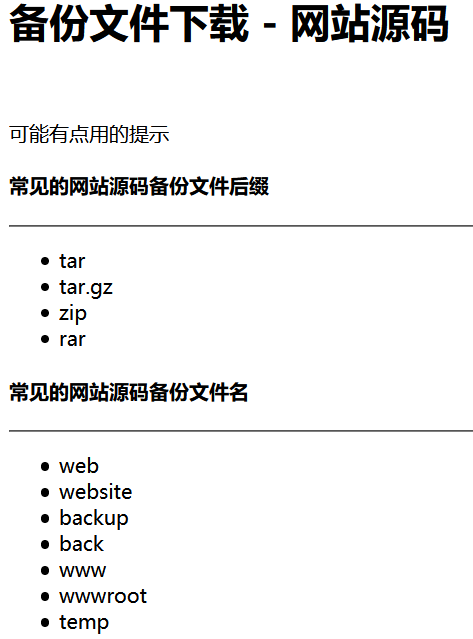 备份文件下载 - 网站源码
可能有点用的提示
常见的网站源码备份文件后缀
tar
tar.gz
zip
rar
常见的网站源码备份文件名
web
website
backup
back
www
wwwroot
temp